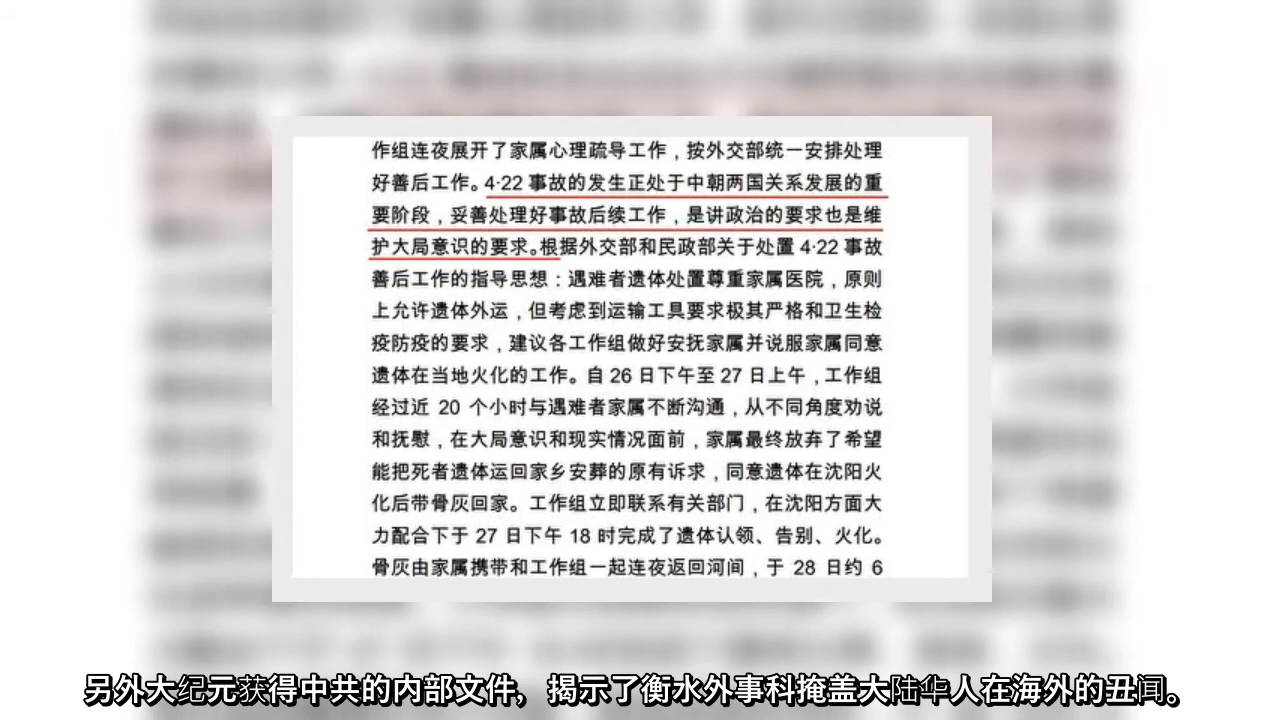 作组连夜展开了家属心理疏导工作，按外交部统一安排处理
好善后工作。4·22 事故的发生正处于中朝两国关系发展的重
要阶段，妥善处理好事故后续工作，是讲政治的要求也是维
护大局意识的要求。根据外交部和民政部关于处置 4·22 事故
善后工作的指导思想：遇难者遗体处置尊重家属医院，原则
上允许遗体外运，但考虑到运输工具要求极其严格和卫生检
疫防疫的要求，建议各工作组做好安抚家属并说服家属同意
遗体在当地火化的工作。自 26 日下午至 27 日上午，工作组
经过近 20 个小时与遇难者家属不断沟通，从不同角度劝说
和抚慰，在大局意识和现实情况面前，家属最终放弃了希望
能把死者遗体运回家乡安葬的原有诉求，同意遗体在沈阳火
化后带骨灰回家。工作组立即联系有关部门，在沈阳方面大
力配合下于 27 日下午 18 时完成了遗体认领、告别、火化。
骨灰由家属携带和工作组一起连夜返回河间，于 28 日约 6
另外大纪元获得中共的内部文件，揭示了衡水外事科掩盖大陆华人在海外的丑闻。